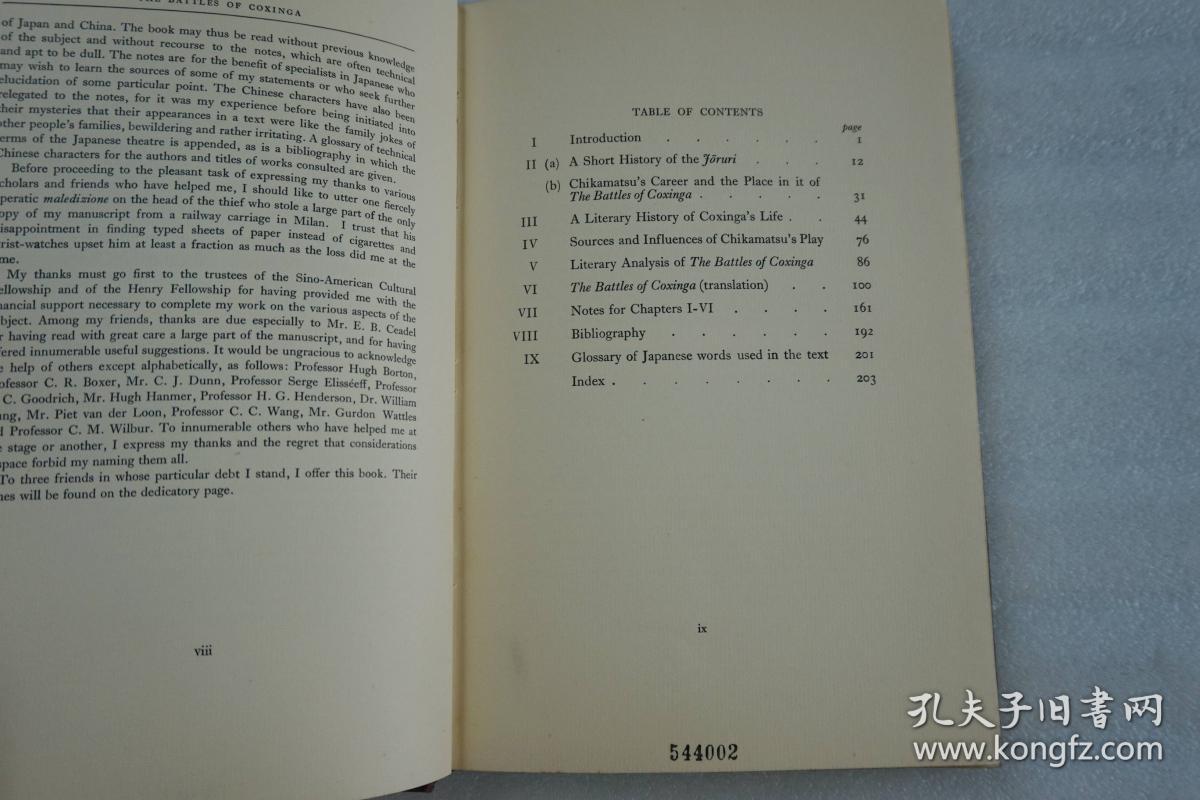 THE BATTLES OF COXINGA
of Japan and China. The book may thus be read without previous knowledge
of the subject and without recourse to the notes, which are often technical
and apt to be dull. The notes are for the benefit of specialists in Japanese who
may wish to learn the sources of some of my statements or who seek further
elucidation of some particular point. The Chinese characters have also been
relegated to the notes, for it was my experience before being initiated into
their mysteries that their appearances in a text were like the family jokes of
other people's families, bewildering and rather irritating. A glossary of technical
terms of the Japanese theatre is appended, as is a bibliography in which the
Chinese characters for the authors and titles of works consulted are given.
Before proceeding to the pleasant task of expressing my thanks to various
scholars and friends who have helped me, I should like to utter one fiercely
operatic maledizione on the head of the thief who stole a large part of the only
copy of my manuscript from a railway carriage in Milan. I trust that his
disappointment in finding typed sheets of paper instead of cigarettes and
wrist-watches upset him at least a fraction as much as the loss did me at the
time.
My thanks must go first to the trustees of the Sino-American Cultural
Fellowship and of the Henry Fellowship for having provided me with the
financial support necessary to complete my work on the various aspects of the
subject. Among my friends, thanks are due especially to Mr. E. B. Ceadel
for having read with great care a large part of the manuscript, and for having
offered innumerable useful suggestions. It would be ungracious to acknowledge
the help of others except alphabetically, as follows: Professor Hugh Borton,
Professor C. R. Boxer, Mr. C. J. Dunn, Professor Serge Elisséeff, Professor
C. Goodrich, Mr. Hugh Hanmer, Professor H. G. Henderson, Dr. William
ung, Mr. Piet van der Loon, Professor C. C. Wang, Mr. Gurdon Wattles
and Professor C. M. Wilbur. To innumerable others who have helped me at
one stage or another, I express my thanks and the regret that considerations
space forbid my naming them all.
To three friends in whose particular debt I stand, I offer this book. Their
names will be found on the dedicatory page.
viii
TABLE OF CONTENTS
page
I Introduction . . . . . . 1
II (a) A Short History of the Jōruri . . . 12
(b) Chikamatsu's Career and the Place in it of
The Battles of Coxinga . . . . . 31
III A Literary History of Coxinga's Life . . 44
IV Sources and Influences of Chikamatsu's Play 76
V Literary Analysis of The Battles of Coxinga 86
VI The Battles of Coxinga (translation) . . 100
VII Notes for Chapters I-VI . . . . 161
VIII Bibliography . . . . . . 192
IX Glossary of Japanese words used in the text 201
Index . . . . . . . . 203
ix
544002
孔夫子旧书网
www.kongfz.com